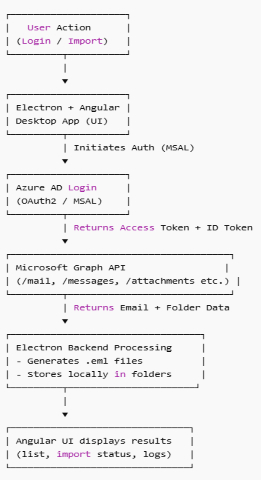 User Action
(Login / Import)
Electron + Angular
Desktop App (UI)
Initiates Auth (MSAL)
Azure AD Login
(OAuth2 / MSAL)
Returns Access Token + ID Token
Microsoft Graph API
(/mail, /messages, /attachments etc.)
Returns Email + Folder Data
Electron Backend Processing
- Generates .eml files
- Stores locally in folders
Angular UI displays results
(list, import status, logs)